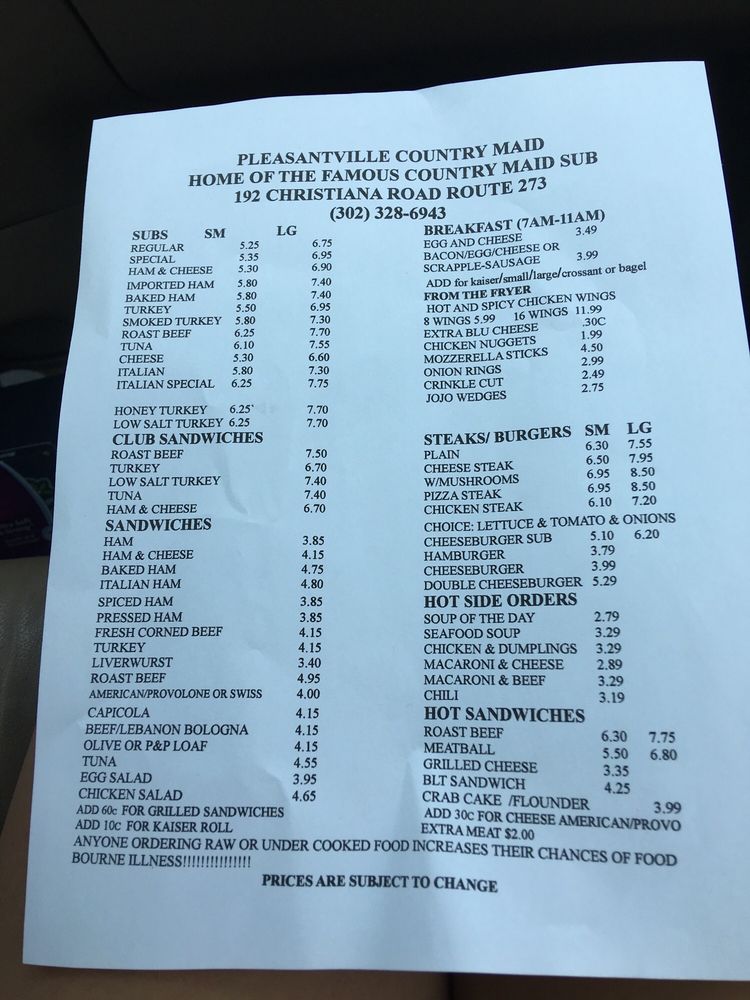 PLEASANTVILLE COUNTRY MAID
HOME OF THE FAMOUS COUNTRY MAID SUB
192 CHRISTIANA ROAD ROUTE 273
(302) 328-6943
SUBS SM LG
REGULAR 5.25 6.75
SPECIAL 5.35 6.95
HAM & CHEESE 5.30 6.90
IMPORTED HAM 5.80 7.40
BAKED HAM 5.80 7.40
TURKEY 5.50 6.95
SMOKED TURKEY 5.80 7.30
ROAST BEEF 6.25 7.70
TUNA 6.10 7.55
CHEESE 5.30 6.60
ITALIAN 5.80 7.30
ITALIAN SPECIAL 6.25 7.75
HONEY TURKEY 6.25` 7.70
LOW SALT TURKEY 6.25 7.70
CLUB SANDWICHES
ROAST BEEF 7.50
TURKEY 6.70
LOW SALT TURKEY 7.40
TUNA 7.40
HAM & CHEESE 6.70
SANDWICHES
HAM 3.85
HAM & CHEESE 4.15
BAKED HAM 4.75
ITALIAN HAM 4.80
SPICED HAM 3.85
PRESSED HAM 3.85
FRESH CORNED BEEF 4.15
TURKEY 4.15
LIVERWURST 3.40
ROAST BEEF 4.95
AMERICAN/PROVOLONE OR SWISS 4.00
CAPICOLA 4.15
BEEF/LEBANON BOLOGNA 4.15
OLIVE OR P&P LOAF 4.15
TUNA 4.55
EGG SALAD 3.95
CHICKEN SALAD 4.65
ADD 60c FOR GRILLED SANDWICHES
ADD 10c FOR KAISER ROLL
BREAKFAST (7AM-11AM)
EGG AND CHEESE 3.49
BACON/EGG/CHEESE OR
SCRAPPLE-SAUSAGE 3.99
ADD for kaiser/small/large/crossant or bagel
FROM THE FRYER
HOT AND SPICY CHICKEN WINGS
8 WINGS 5.99 16 WINGS 11.99
EXTRA BLU CHEESE .30C
CHICKEN NUGGETS 1.99
MOZZERELLA STICKS 4.50
ONION RINGS 2.99
CRINKLE CUT 2.49
JOJO WEDGES 2.75
STEAKS/ BURGERS SM LG
PLAIN 6.30 7.55
CHEESE STEAK 6.50 7.95
W/MUSHROOMS 6.95 8.50
PIZZA STEAK 6.95 8.50
CHICKEN STEAK 6.10 7.20
CHOICE: LETTUCE & TOMATO & ONIONS
CHEESEBURGER SUB 5.10 6.20
HAMBURGER 3.79
CHEESEBURGER 3.99
DOUBLE CHEESEBURGER 5.29
HOT SIDE ORDERS
SOUP OF THE DAY 2.79
SEAFOOD SOUP 3.29
CHICKEN & DUMPLINGS 3.29
MACARONI & CHEESE 2.89
MACARONI & BEEF 3.29
CHILI 3.19
HOT SANDWICHES
ROAST BEEF 6.30 7.75
MEATBALL 5.50 6.80
GRILLED CHEESE 3.35
BLT SANDWICH 4.25
CRAB CAKE /FLOUNDER 3.99
ADD 30c FOR CHEESE AMERICAN/PROVO
EXTRA MEAT $2.00
ANYONE ORDERING RAW OR UNDER COOKED FOOD INCREASES THEIR CHANCES OF FOOD
BOURNE ILLNESS!!!!!!!!!!!!!!!
PRICES ARE SUBJECT TO CHANGE